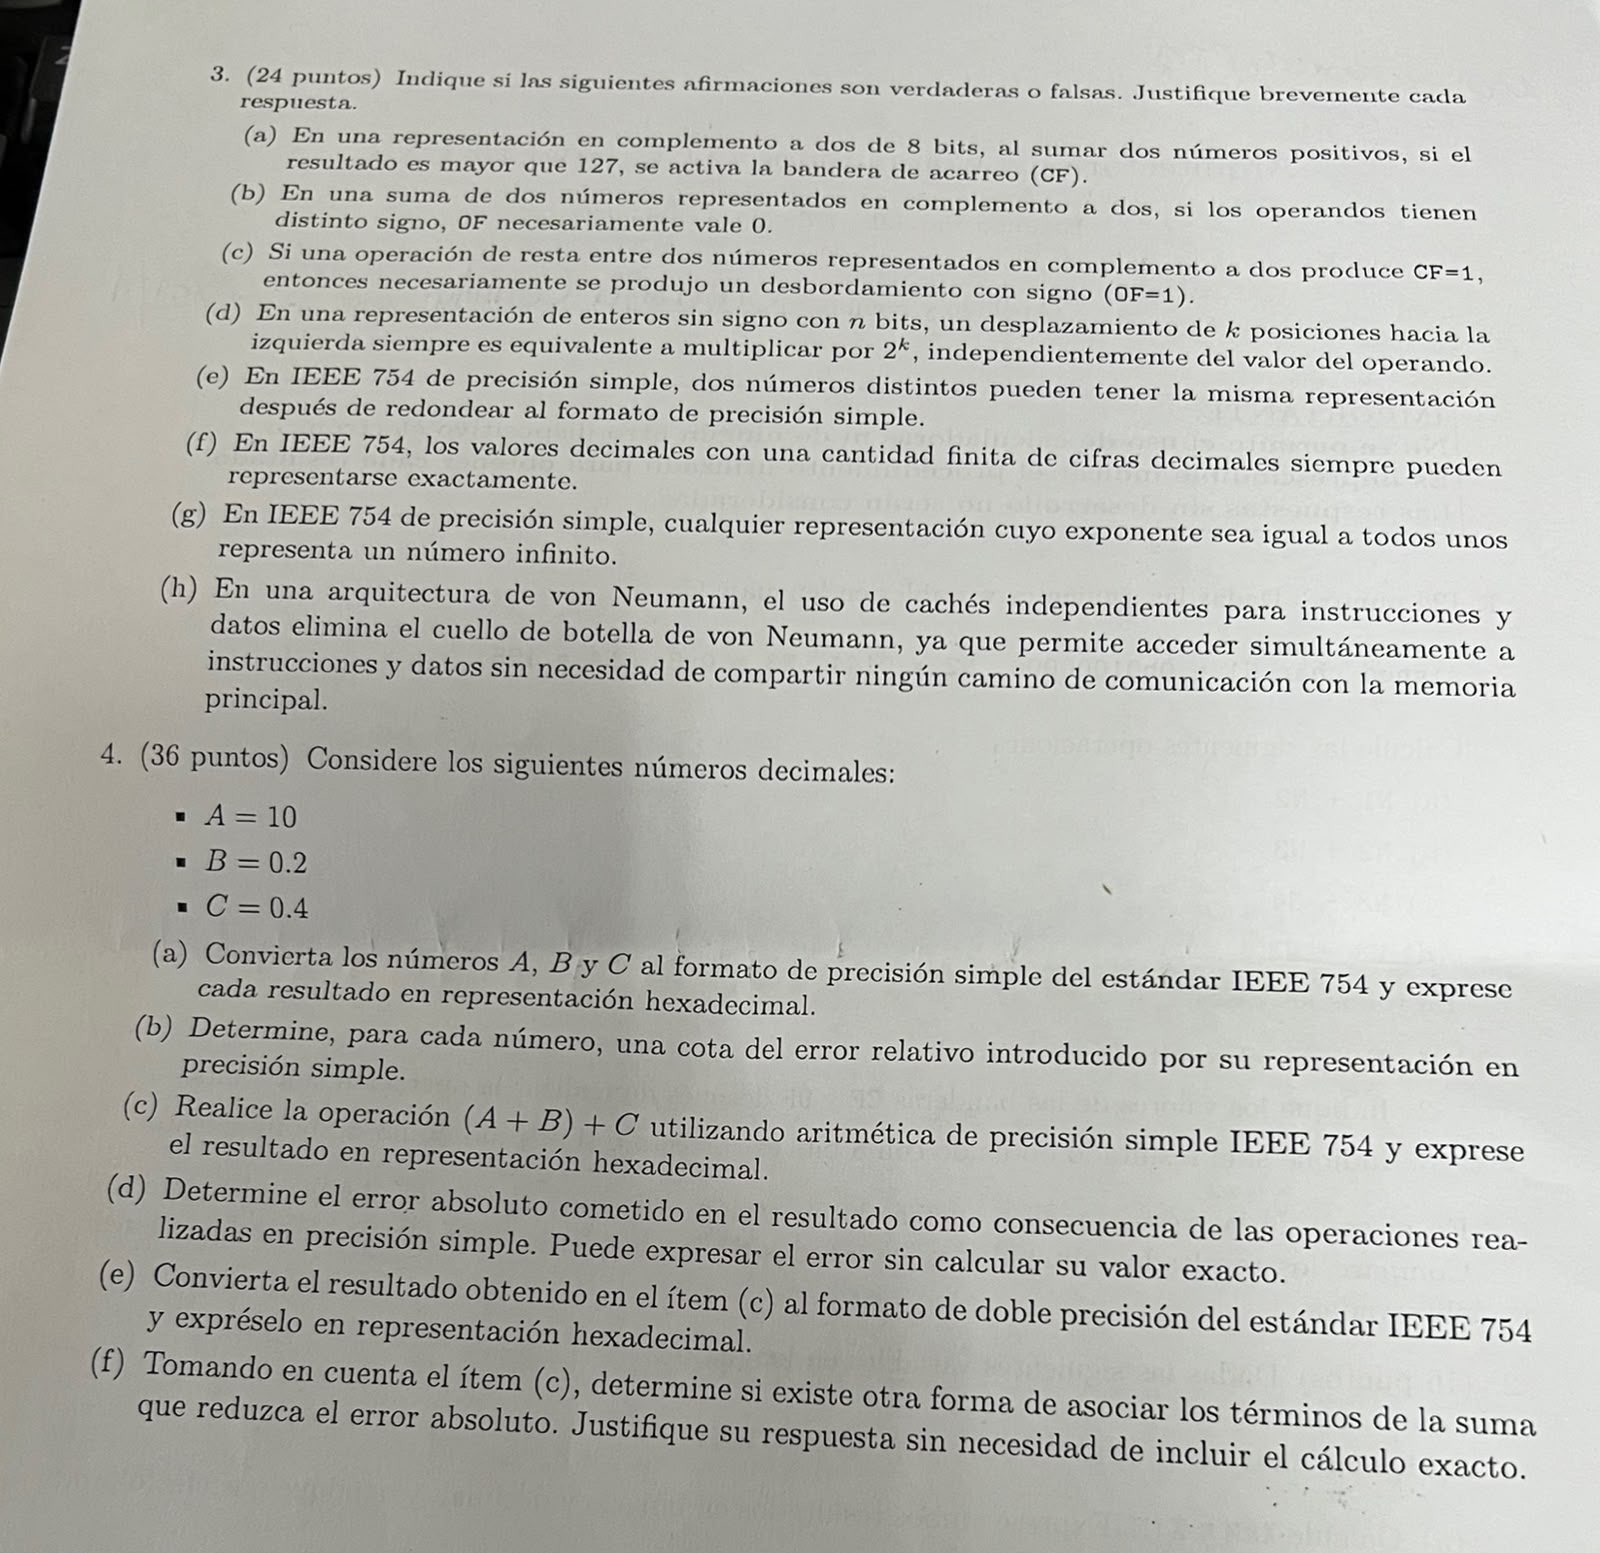 3. (24 puntos) Indique si las siguientes afirmaciones son verdaderas o falsas. Justifique brevemente cada
respuesta.
(a) En una representación en complemento a dos de 8 bits, al sumar dos números positivos, si el
resultado es mayor que 127, se activa la bandera de acarreo (CF).
(b) En una suma de dos números representados en complemento a dos, si los operandos tienen
distinto signo, OF necesariamente vale 0.
(c) Si una operación de resta entre dos números representados en complemento a dos produce CF=1,
entonces necesariamente se produjo un desbordamiento con signo (OF=1).
(d) En una representación de enteros sin signo con n bits, un desplazamiento de k posiciones hacia la
izquierda siempre es equivalente a multiplicar por 2^k, independientemente del valor del operando.
(e) En IEEE 754 de precisión simple, dos números distintos pueden tener la misma representación
después de redondear al formato de precisión simple.
(f) En IEEE 754, los valores decimales con una cantidad finita de cifras decimales siempre pueden
representarse exactamente.
(g) En IEEE 754 de precisión simple, cualquier representación cuyo exponente sea igual a todos unos
representa un número infinito.
(h) En una arquitectura de von Neumann, el uso de cachés independientes para instrucciones y
datos elimina el cuello de botella de von Neumann, ya que permite acceder simultáneamente a
instrucciones y datos sin necesidad de compartir ningún camino de comunicación con la memoria
principal.
4. (36 puntos) Considere los siguientes números decimales:
▪ A = 10
▪ B = 0.2
▪ C = 0.4
(a) Convierta los números A, B y C al formato de precisión simple del estándar IEEE 754 y exprese
cada resultado en representación hexadecimal.
(b) Determine, para cada número, una cota del error relativo introducido por su representación en
precisión simple.
(c) Realice la operación (A + B) + C utilizando aritmética de precisión simple IEEE 754 y exprese
el resultado en representación hexadecimal.
(d) Determine el error absoluto cometido en el resultado como consecuencia de las operaciones rea-
lizadas en precisión simple. Puede expresar el error sin calcular su valor exacto.
(e) Convierta el resultado obtenido en el ítem (c) al formato de doble precisión del estándar IEEE 754
y expréselo en representación hexadecimal.
(f) Tomando en cuenta el ítem (c), determine si existe otra forma de asociar los términos de la suma
que reduzca el error absoluto. Justifique su respuesta sin necesidad de incluir el cálculo exacto.